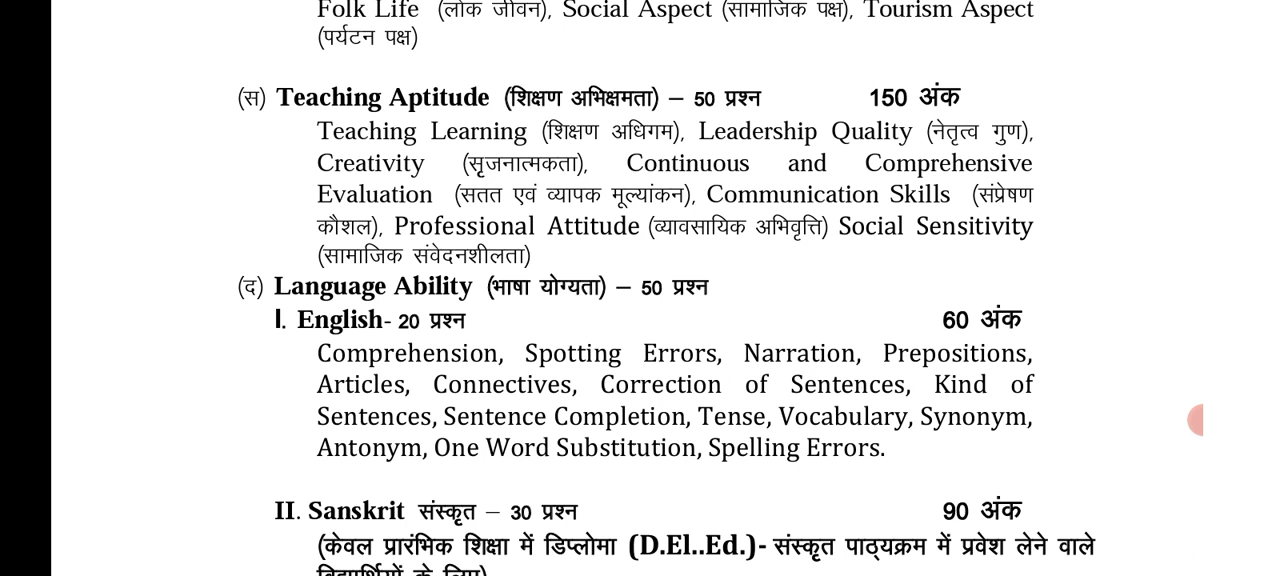 Folk Life (लोक जीवन), Social Aspect (सामाजिक पक्ष), Tourism Aspect
(पर्यटन पक्ष)
(स) Teaching Aptitude (शिक्षण अभिक्षमता) – 50 प्रश्न 150 अंक
Teaching Learning (शिक्षण अधिगम), Leadership Quality (नेतृत्व गुण),
Creativity (सृजनात्मकता), Continuous and Comprehensive
Evaluation (सतत एवं व्यापक मूल्यांकन), Communication Skills (संप्रेषण
कौशल), Professional Attitude (व्यावसायिक अभिवृत्ति) Social Sensitivity
(सामाजिक संवेदनशीलता)
(द) Language Ability (भाषा योग्यता) – 50 प्रश्न
I. English- 20 प्रश्न 60 अंक
Comprehension, Spotting Errors, Narration, Prepositions,
Articles, Connectives, Correction of Sentences, Kind of
Sentences, Sentence Completion, Tense, Vocabulary, Synonym,
Antonym, One Word Substitution, Spelling Errors.
II. Sanskrit संस्कृत – 30 प्रश्न 90 अंक
(केवल प्रारंभिक शिक्षा में डिप्लोमा (D.El..Ed.)- संस्कृत पाठ्यक्रम में प्रवेश लेने वाले
विद्यार्थियों के लिए)